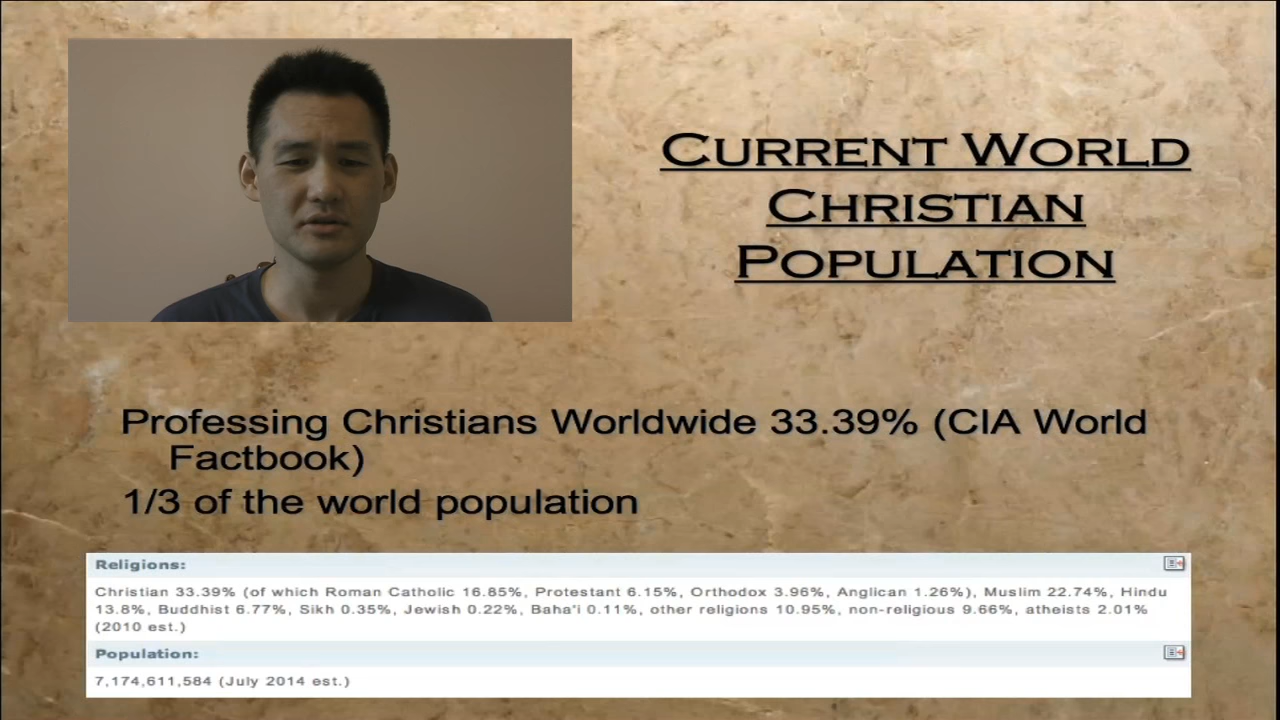 CURRENT WORLD
CHRISTIAN
POPULATION
Professing Christians Worldwide 33.39% (CIA World
Factbook)
1/3 of the world population
Religions:
Christian 33.39% (of which Roman Catholic 16.85%, Protestant 6.15%, Orthodox 3.96%, Anglican 1.26%), Muslim 22.74%, Hindu
13.8%, Buddhist 6.77%, Sikh 0.35%, Jewish 0.22%, Baha'i 0.11%, other religions 10.95%, non-religious 9.66%, atheists 2.01%
(2010 est.)
Population:
7,174,611,584 (July 2014 est.)